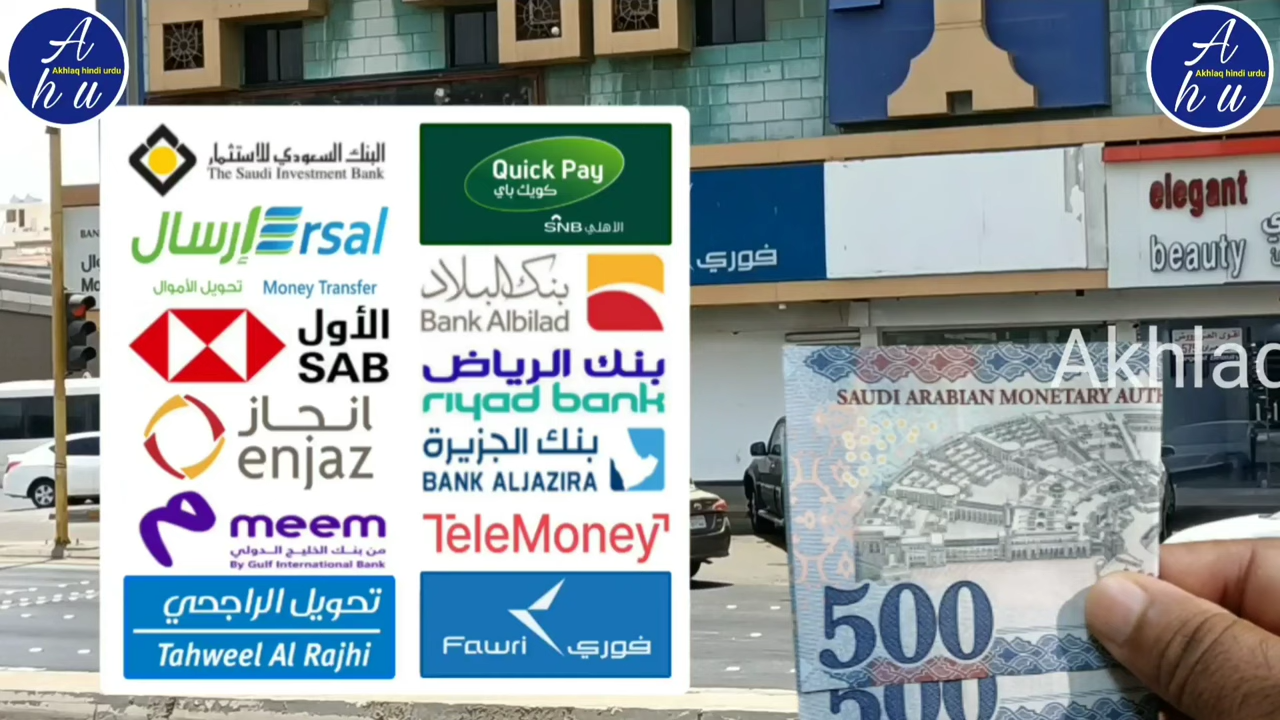 A
Akhlaq hindi urdu
h u
A
Akhlaq hindi urdu
h u
البنك السعودي للاستثمار
The Saudi Investment Bank
إرسال Ersal
تحويل الأموال Money Transfer
الأول
SAB
انجاز
enjaz
meem
من بنك الخليج الدولي
By Gulf International Bank
تحويل الراجحي
Tahweel Al Rajhi
Quick Pay
كويك باي
SNB الأهلي
بنك البلاد
Bank Albilad
بنك الرياض
riyad bank
بنك الجزيرة
BANK ALJAZIRA
TeleMoney
Fawri فوري
فوري
elegant
beauty
Akhlaq
SAUDI ARABIAN MONETARY AUTH
500
500